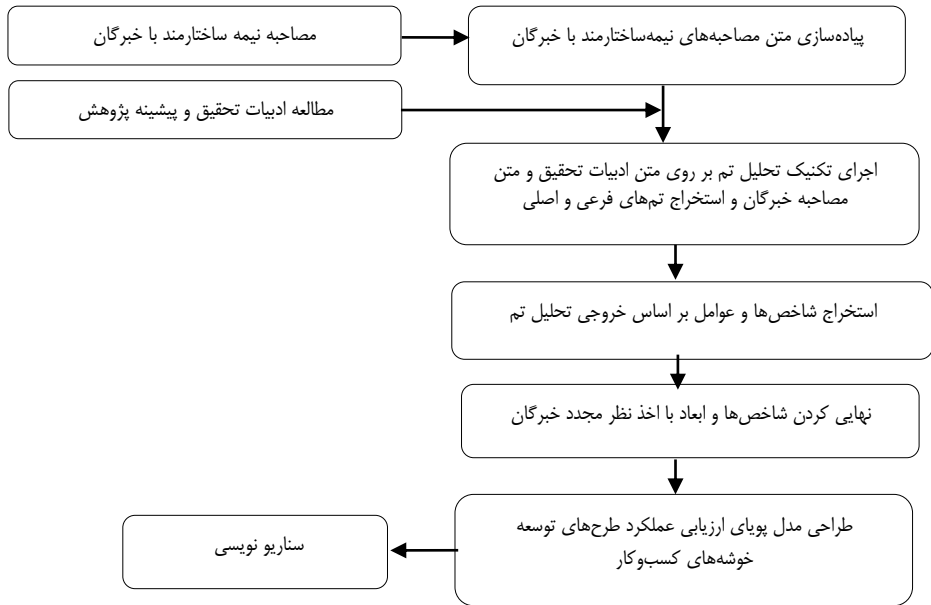 مصاحبه نیمه ساختارمند با خبرگان
پیاده‌سازی متن مصاحبه‌های نیمه‌ساختارمند با خبرگان
مطالعه ادبیات تحقیق و پیشینه پژوهش
اجرای تکنیک تحلیل تم بر روی متن ادبیات تحقیق و متن
مصاحبه خبرگان و استخراج تم‌های فرعی و اصلی
استخراج شاخص‌ها و عوامل بر اساس خروجی تحلیل تم
نهایی کردن شاخص‌ها و ابعاد با اخذ نظر مجدد خبرگان
طراحی مدل پویای ارزیابی عملکرد طرح‌های توسعه
خوشه‌های کسب‌وکار
سناریو نویسی